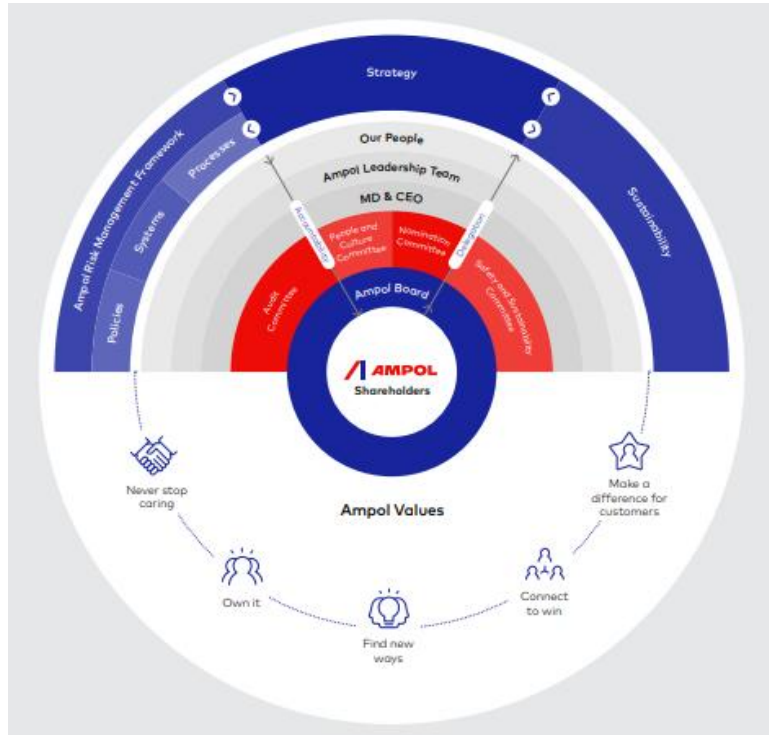 Strategy
Ampol Risk Management Framework
Processes
Systems
Policies
Sustainability
Our People
Ampol Leadership Team
MD & CEO
Accountability
Delegation
People and
Culture
Committee
Nomination
Committee
Audit
Committee
Safety and Sustainability
Committee
Ampol Board
AMPOL
Shareholders
Never stop
caring
Ampol Values
Make a
difference for
customers
Own it
Connect
to win
Find new
ways